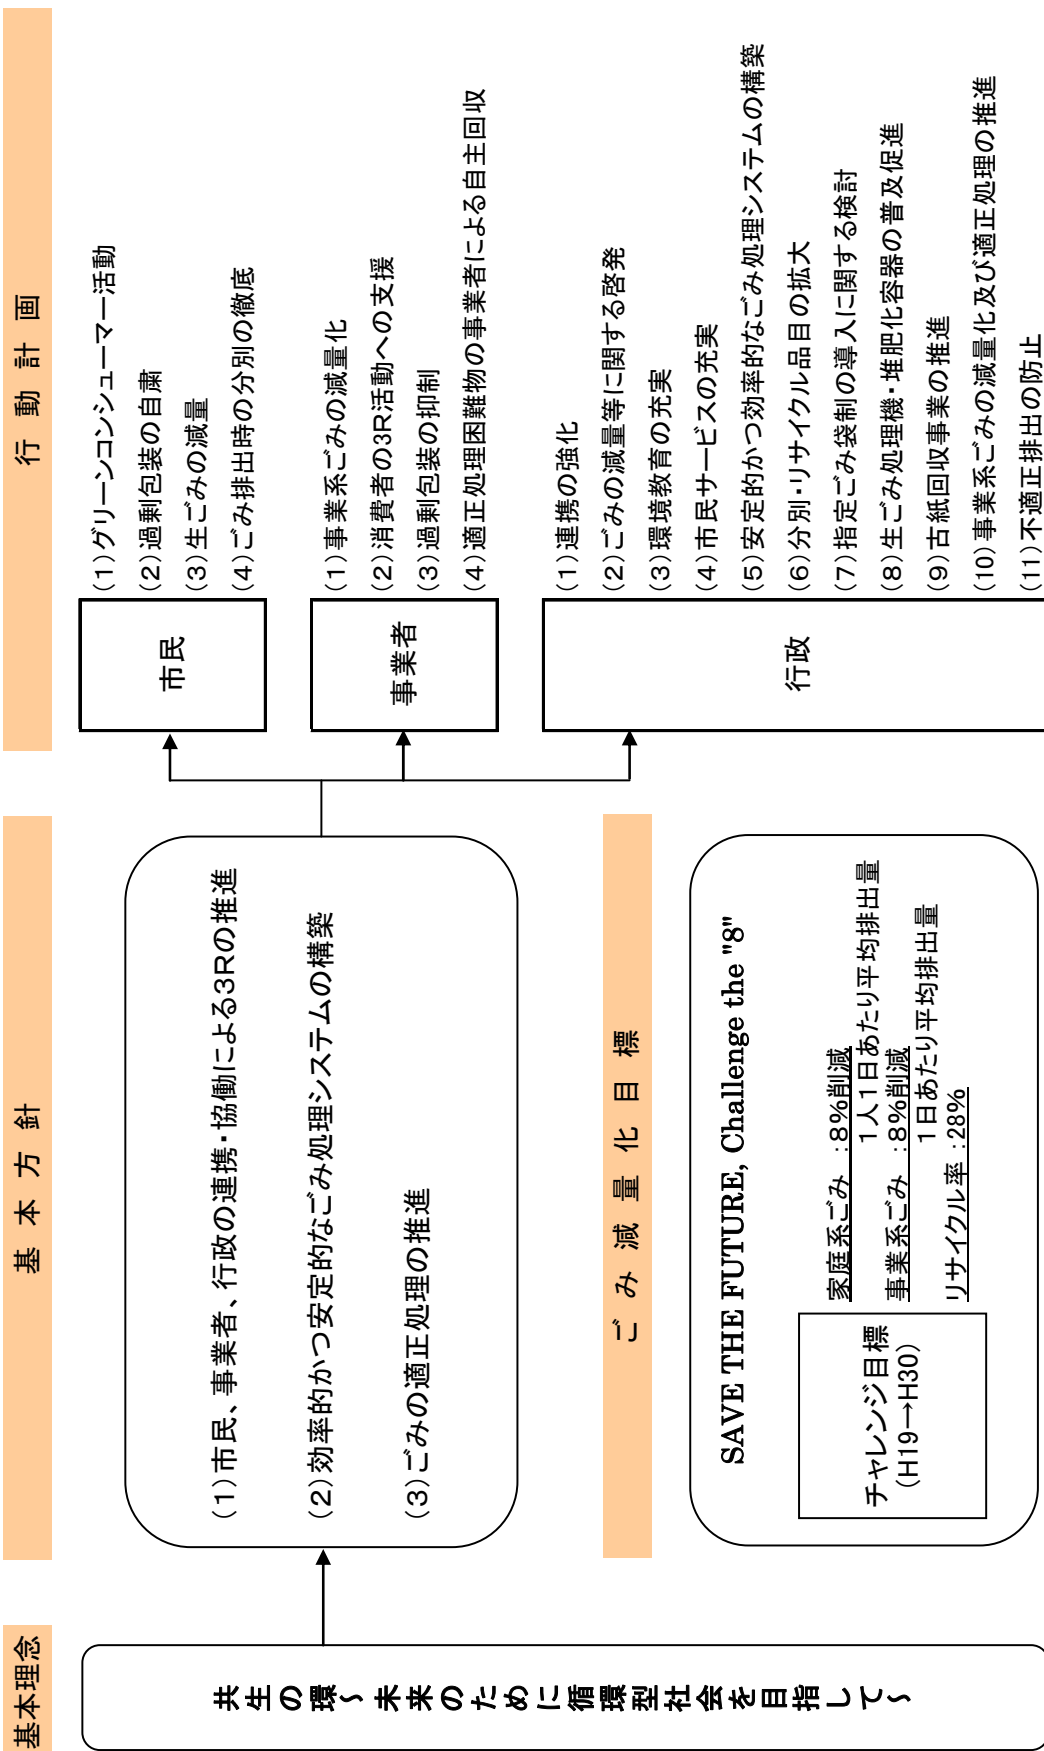 基本理念
共生の環～未来のために循環型社会を目指して～
基本方針
(1)市民、事業者、行政の連携・協働による3Rの推進
(2)効率的かつ安定的なごみ処理システムの構築
(3)ごみの適正処理の推進
ごみ減量化目標
SAVE THE FUTURE, Challenge the "8"
チャレンジ目標
(H19→H30)
家庭系ごみ :8%削減
1人1日あたり平均排出量
事業系ごみ :8%削減
1日あたり平均排出量
リサイクル率 :28%
行動計画
市民
(1)グリーンコンシューマー活動
(2)過剰包装の自粛
(3)生ごみの減量
(4)ごみ排出時の分別の徹底
事業者
(1)事業系ごみの減量化
(2)消費者の3R活動への支援
(3)過剰包装の抑制
(4)適正処理困難物の事業者による自主回収
行政
(1)連携の強化
(2)ごみの減量等に関する啓発
(3)環境教育の充実
(4)市民サービスの充実
(5)安定的かつ効率的なごみ処理システムの構築
(6)分別・リサイクル品目の拡大
(7)指定ごみ袋制の導入に関する検討
(8)生ごみ処理機・堆肥化容器の普及促進
(9)古紙回収事業の推進
(10)事業系ごみの減量化及び適正処理の推進
(11)不適正排出の防止